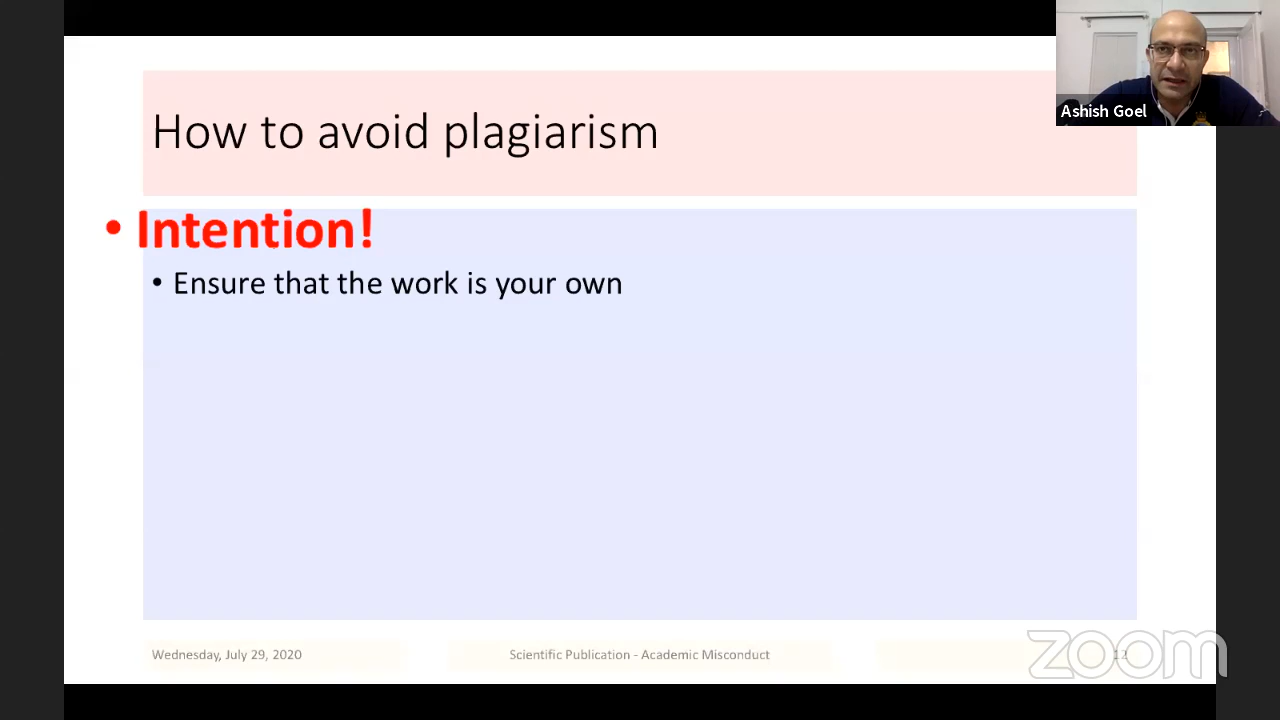 How to avoid plagiarism
Ashish Goel
• Intention!
• Ensure that the work is your own
Wednesday, July 29, 2020
Scientific Publication - Academic Misconduct
12
zoom